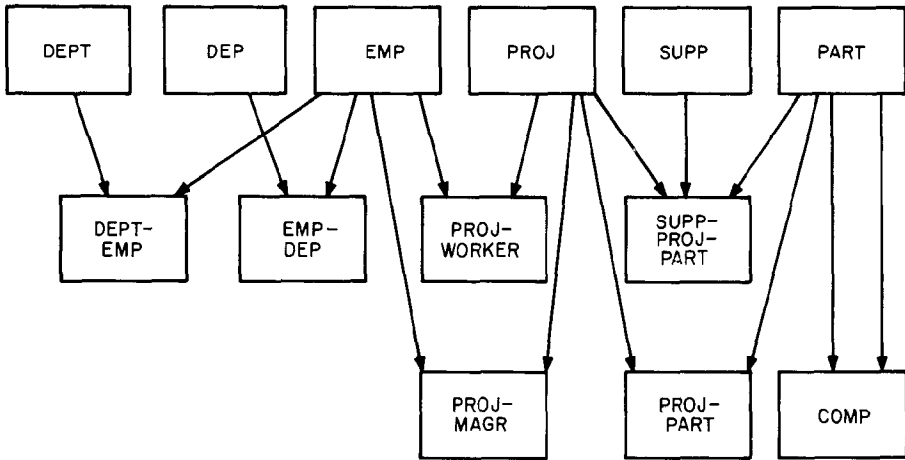 DEPT
DEP
EMP
PROJ
SUPP
PART
DEPT-
EMP
EMP-
DEP
PROJ-
WORKER
SUPP-
PROJ-
PART
PROJ-
MAGR
PROJ-
PART
COMP